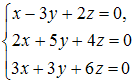 x − 3y + 2z = 0,
2x + 5y + 4z = 0
3x + 3y + 6z = 0